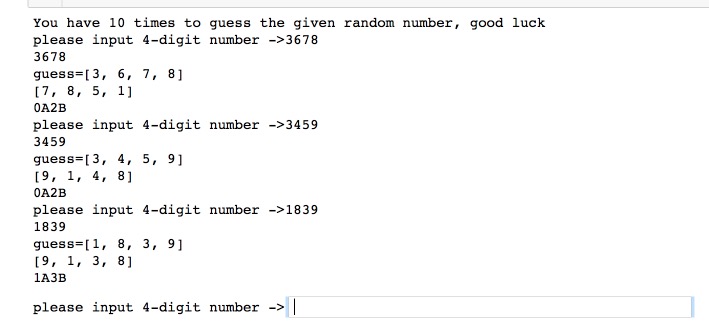 You have 10 times to guess the given random number, good luck
please input 4-digit number ->3678
3678
guess=[3, 6, 7, 8]
[7, 8, 5, 1]
0A2B
please input 4-digit number ->3459
3459
guess=[3, 4, 5, 9]
[9, 1, 4, 8]
0A2B
please input 4-digit number ->1839
1839
guess=[1, 8, 3, 9]
[9, 1, 3, 8]
1A3B
please input 4-digit number ->